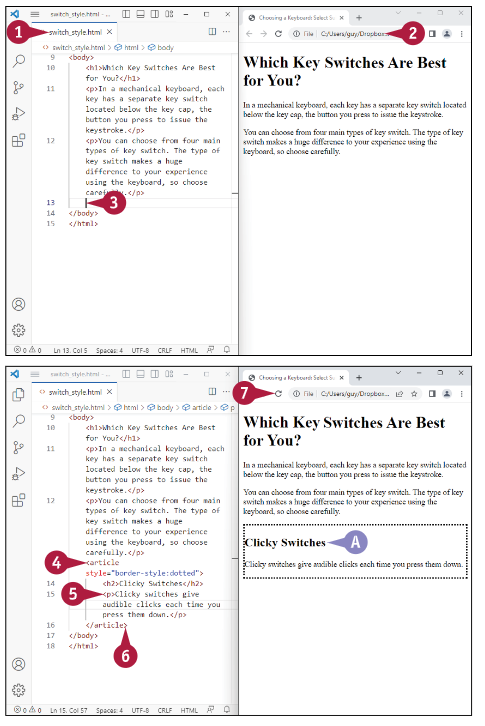 switch_style.html - ...
switch_style.html
switch_style.html > html > body
9 <body>
10 <h1>Which Key Switches Are Best
for You?</h1>
11 <p>In a mechanical keyboard, each
key has a separate key switch
located below the key cap, the
button you press to issue the
keystroke.</p>
12 <p>You can choose from four main
types of key switch. The type of
key switch makes a huge
difference to your experience
using the keyboard, so choose
carefully.</p>
13
14 </body>
15 </html>
0 0 Ln 13, Col 5 Spaces: 4 UTF-8 CRLF HTML
1
3
Choosing a Keyboard: Select Su
File C:/Users/guy/Dropbox...
2
Which Key Switches Are Best
for You?
In a mechanical keyboard, each key has a separate key switch located
below the key cap, the button you press to issue the keystroke.
You can choose from four main types of key switch. The type of key
switch makes a huge difference to your experience using the
keyboard, so choose carefully.
switch_style.html - ...
switch_style.html
switch_style.html > html > body > article > p
9 <body>
10 <h1>Which Key Switches Are Best
for You?</h1>
11 <p>In a mechanical keyboard, each
key has a separate key switch
located below the key cap, the
button you press to issue the
keystroke.</p>
12 <p>You can choose from four main
types of key switch. The type of
key switch makes a huge
difference to your experience
using the keyboard, so choose
carefully.</p>
13 <article
style="border-style:dotted">
14 <h2>Clicky Switches</h2>
15 <p>Clicky switches give
audible clicks each time you
press them down.</p>
16 </article>
17 </body>
18 </html>
0 0 Ln 15, Col 57 Spaces: 4 UTF-8 CRLF HTML
4
5
6
Choosing a Keyboard: Select Su
7
File C:/Users/guy/Dropbox...
Which Key Switches Are Best
for You?
In a mechanical keyboard, each key has a separate key switch located
below the key cap, the button you press to issue the keystroke.
You can choose from four main types of key switch. The type of key
switch makes a huge difference to your experience using the
keyboard, so choose carefully.
Clicky Switches
A
Clicky switches give audible clicks each time you press them down.